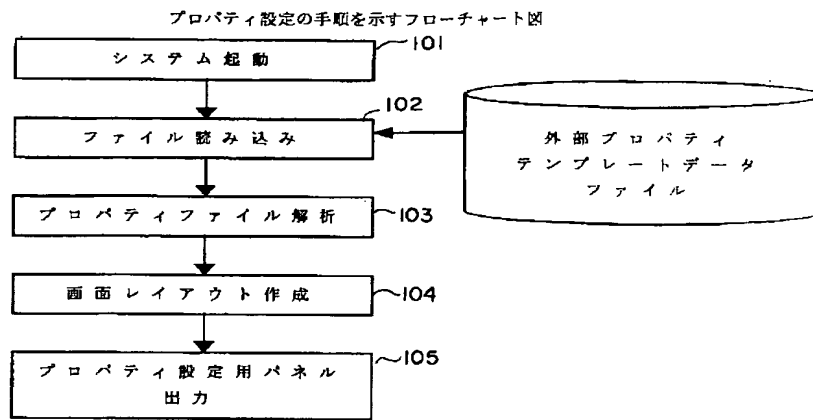 プロパティ設定の手順を示すフローチャート図
システム起動
101
102
ファイル読み込み
外部プロパティ
テンプレートデータ
ファイル
プロパティファイル解析
103
画面レイアウト作成
104
プロパティ設定用パネル
出力
105